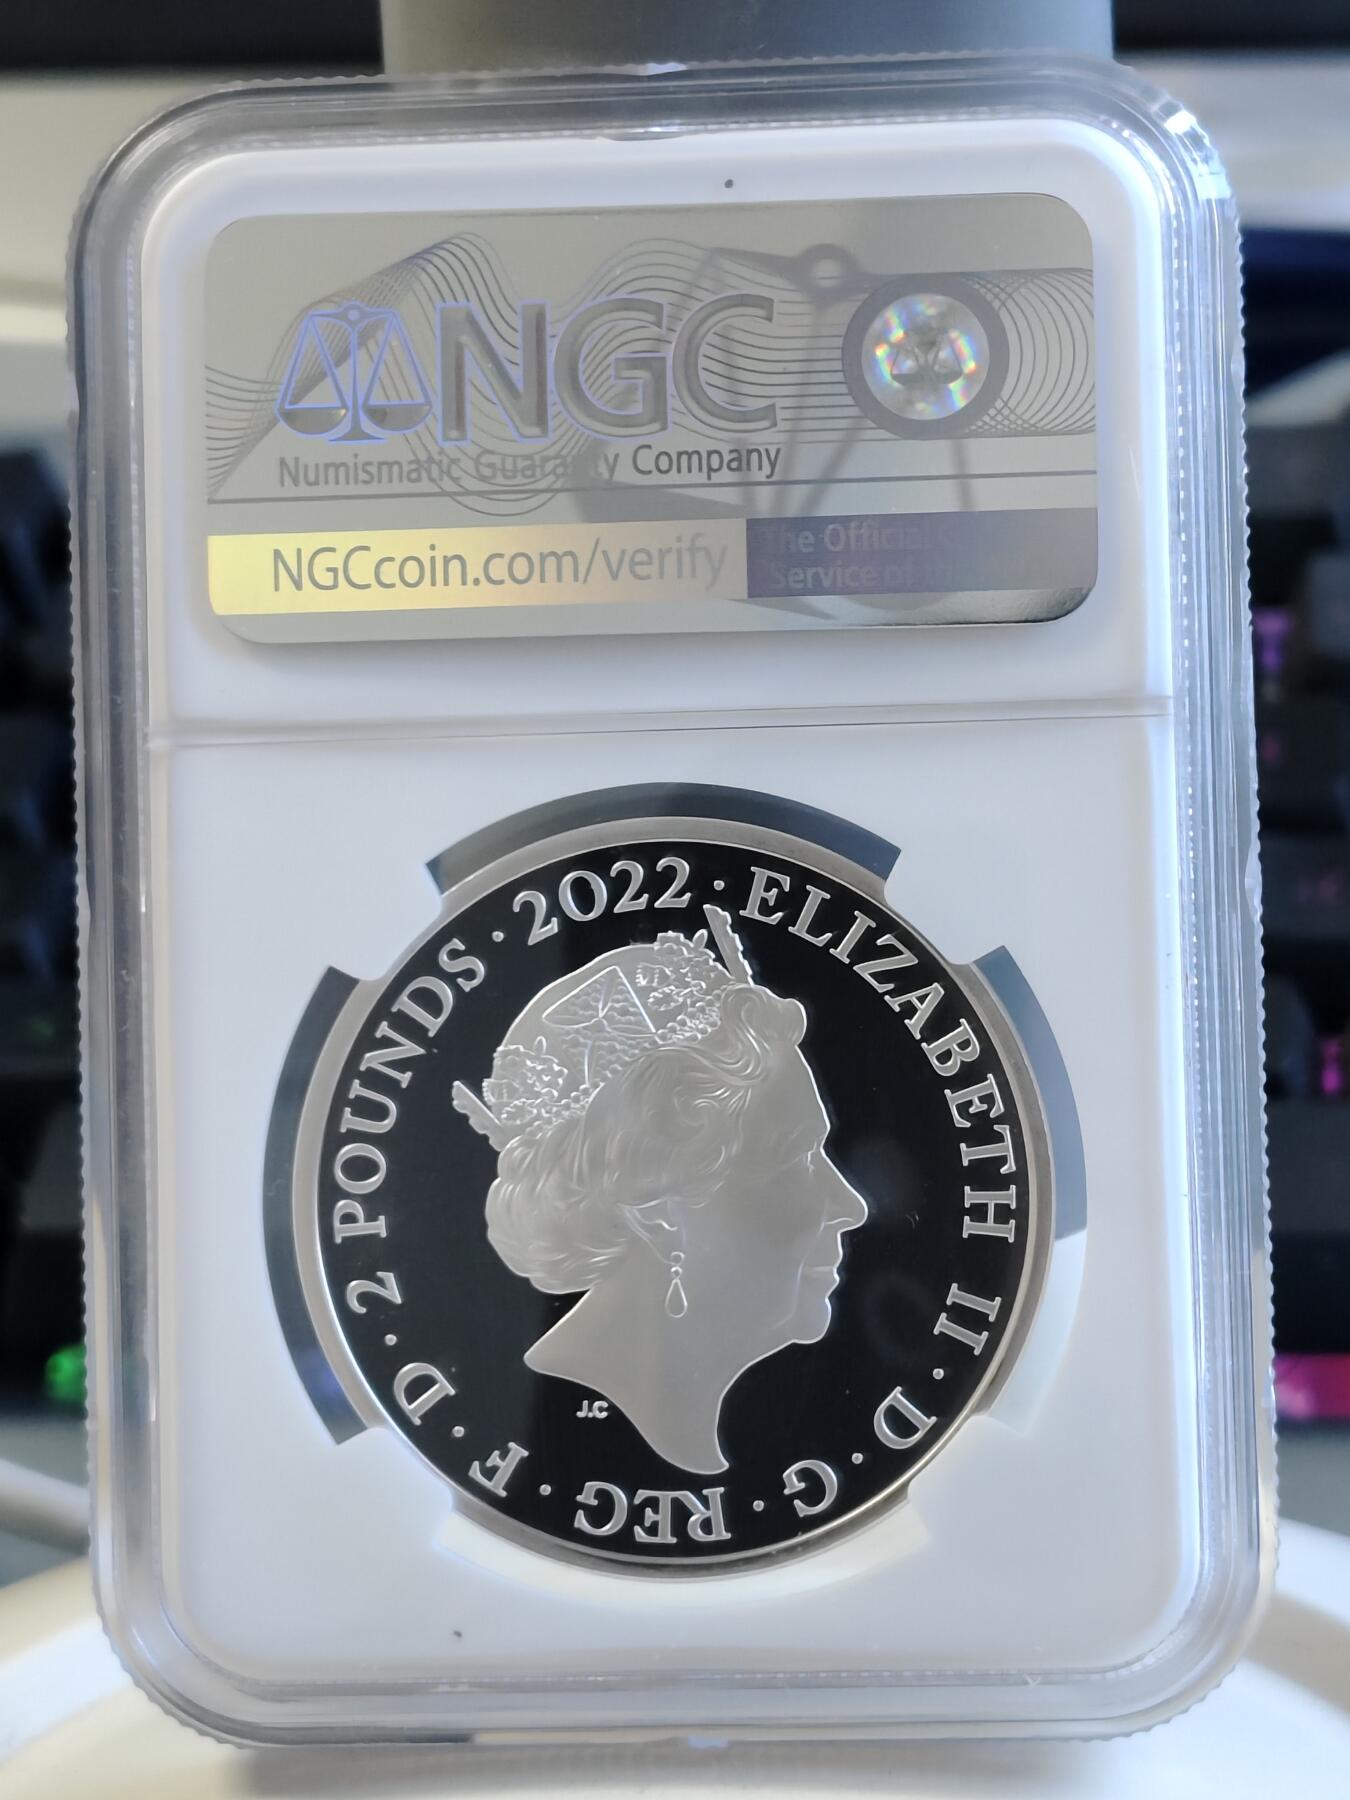 NGC
Numismatic Guaranty Company
NGCcoin.com/verify
The Official
Service of
ELIZABETH II · D · G · REG · F · D · 2 POUNDS · 2022 ·
J.C